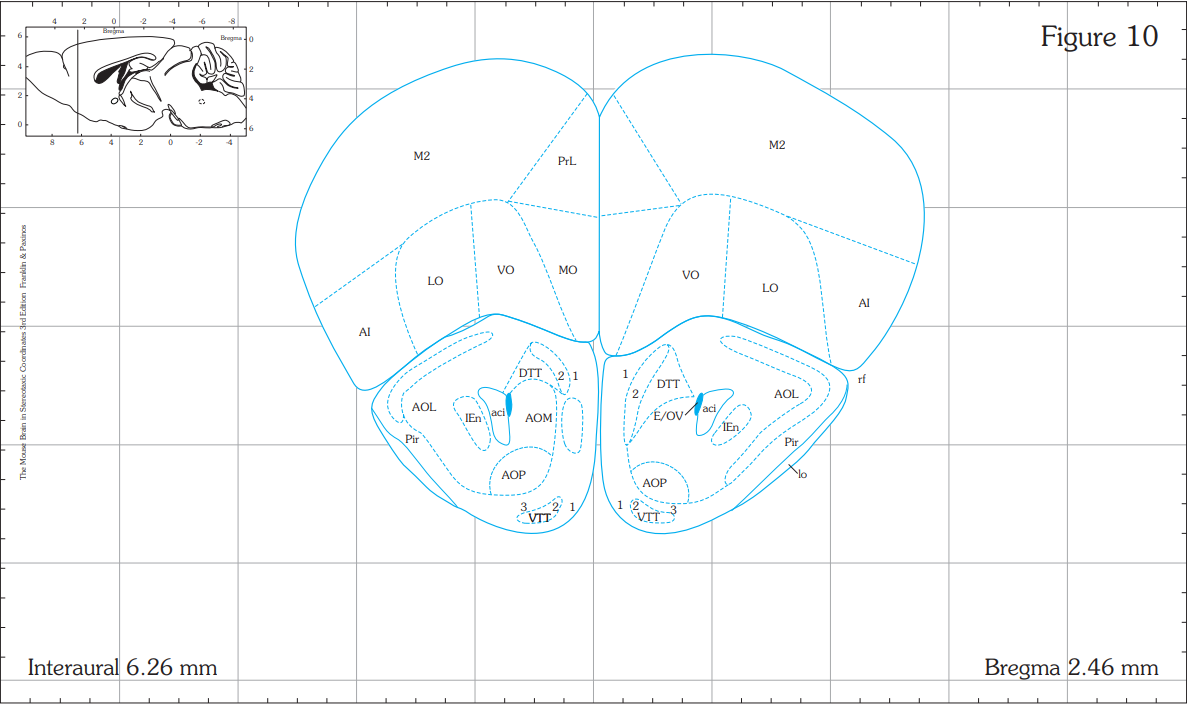 4 2 0 -2 -4 -6 -8
Bregma
Bregma
6
4
2
0
0
2
4
6
8 6 4 2 0 -2 -4
Figure 10
The Mouse Brain in Stereotaxic Coordinates 3rd Edition Franklin & Paxinos
M2
PrL
M2
LO
VO
MO
VO
LO
AI
AI
DTT
2 1
1
2
DTT
rf
AOL
IEn
aci
AOM
E/OV
aci
AOL
IEn
Pir
Pir
AOP
AOP
lo
3
2
1
VTT
1
2
3
VTT
Interaural 6.26 mm
Bregma 2.46 mm